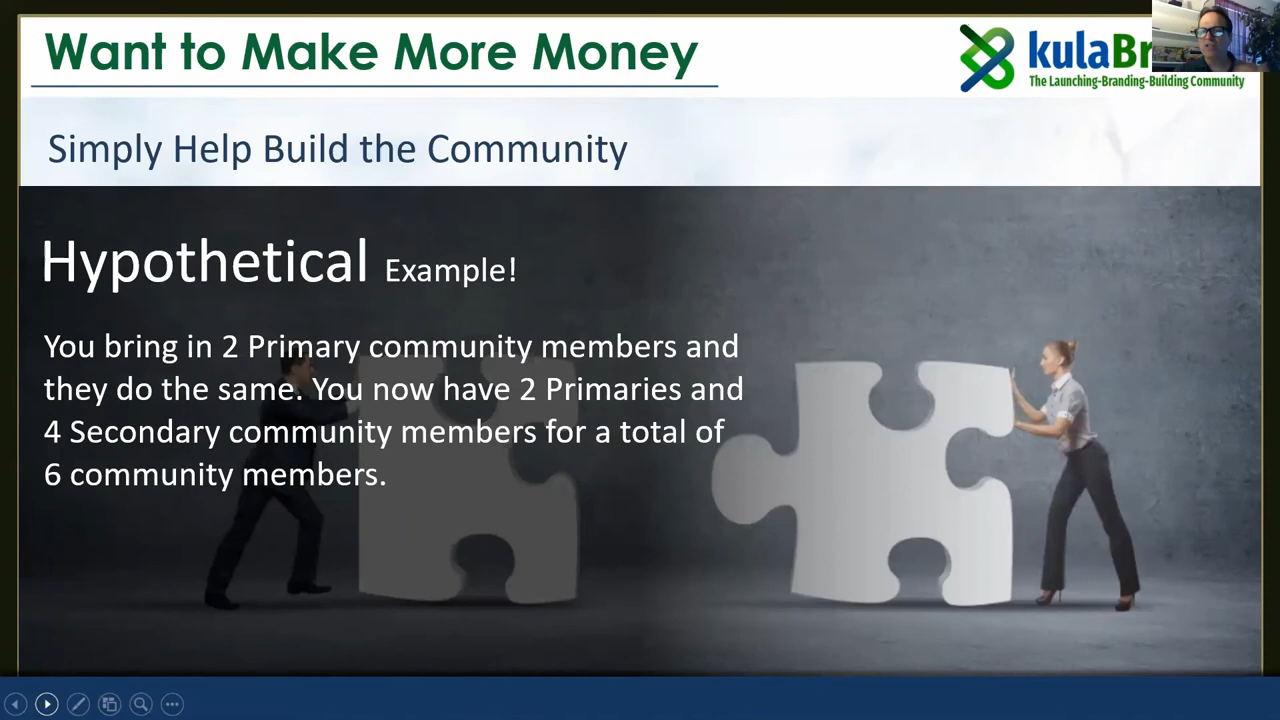 Want to Make More Money
The Launching-Branding-Building Community
Simply Help Build the Community
Hypothetical Example!
You bring in 2 Primary community members and
they do the same. You now have 2 Primaries and
4 Secondary community members for a total of
6 community members.